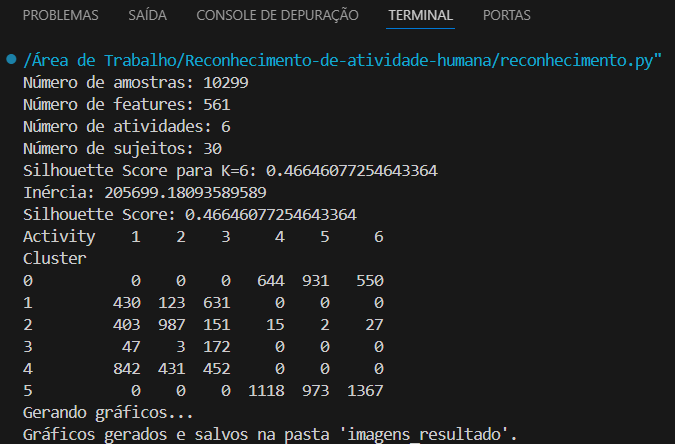 PROBLEMAS SAÍDA CONSOLE DE DEPURAÇÃO TERMINAL PORTAS
/Área de Trabalho/Reconhecimento-de-atividade-humana/reconhecimento.py"
Número de amostras: 10299
Número de features: 561
Número de atividades: 6
Número de sujeitos: 30
Silhouette Score para K=6: 0.46646077254643364
Inércia: 205699.18093589589
Silhouette Score: 0.46646077254643364
Activity 1 2 3 4 5 6
Cluster
0 0 0 0 644 931 550
1 430 123 631 0 0 0
2 403 987 151 15 2 27
3 47 3 172 0 0 0
4 842 431 452 0 0 0
5 0 0 0 1118 973 1367
Gerando gráficos...
Gráficos gerados e salvos na pasta 'imagens_resultado'.